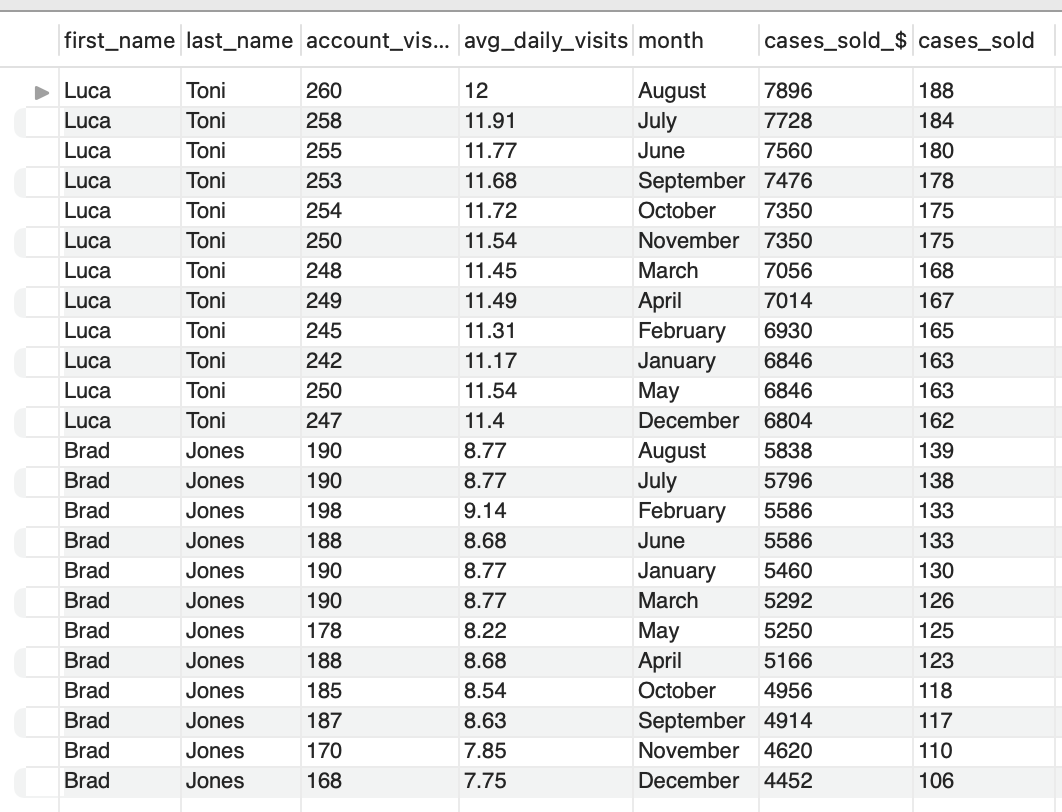 first_name last_name account_vis... avg_daily_visits month cases_sold_$ cases_sold
Luca Toni 260 12 August 7896 188
Luca Toni 258 11.91 July 7728 184
Luca Toni 255 11.77 June 7560 180
Luca Toni 253 11.68 September 7476 178
Luca Toni 254 11.72 October 7350 175
Luca Toni 250 11.54 November 7350 175
Luca Toni 248 11.45 March 7056 168
Luca Toni 249 11.49 April 7014 167
Luca Toni 245 11.31 February 6930 165
Luca Toni 242 11.17 January 6846 163
Luca Toni 250 11.54 May 6846 163
Luca Toni 247 11.4 December 6804 162
Brad Jones 190 8.77 August 5838 139
Brad Jones 190 8.77 July 5796 138
Brad Jones 198 9.14 February 5586 133
Brad Jones 188 8.68 June 5586 133
Brad Jones 190 8.77 January 5460 130
Brad Jones 190 8.77 March 5292 126
Brad Jones 178 8.22 May 5250 125
Brad Jones 188 8.68 April 5166 123
Brad Jones 185 8.54 October 4956 118
Brad Jones 187 8.63 September 4914 117
Brad Jones 170 7.85 November 4620 110
Brad Jones 168 7.75 December 4452 106